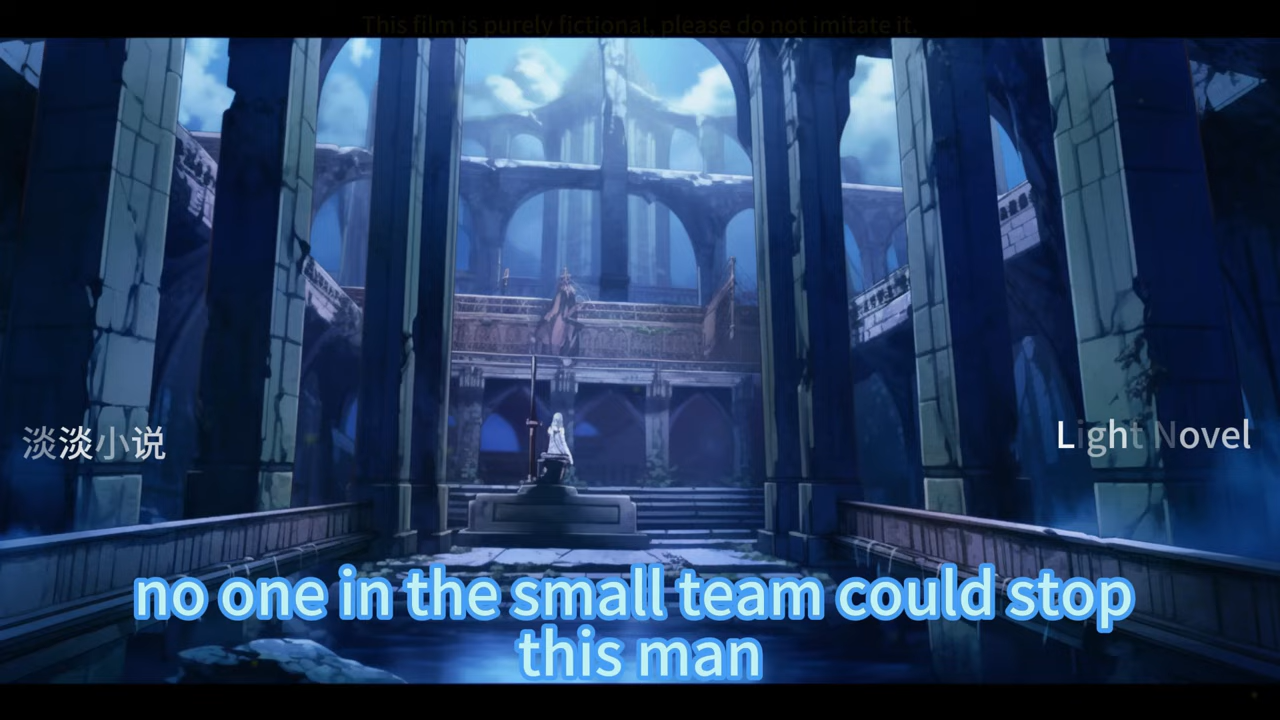 This film is purely fictional, please do not imitate it.
淡淡小说
Light Novel
no one in the small team could stop
this man